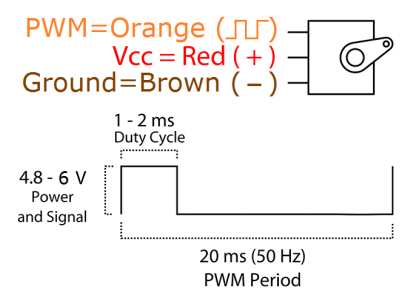 PWM=Orange (⎍⎍)
Vcc = Red ( + )
Ground=Brown ( − )
1 - 2 ms
Duty Cycle
4.8 - 6 V
Power
and Signal
20 ms (50 Hz)
PWM Period